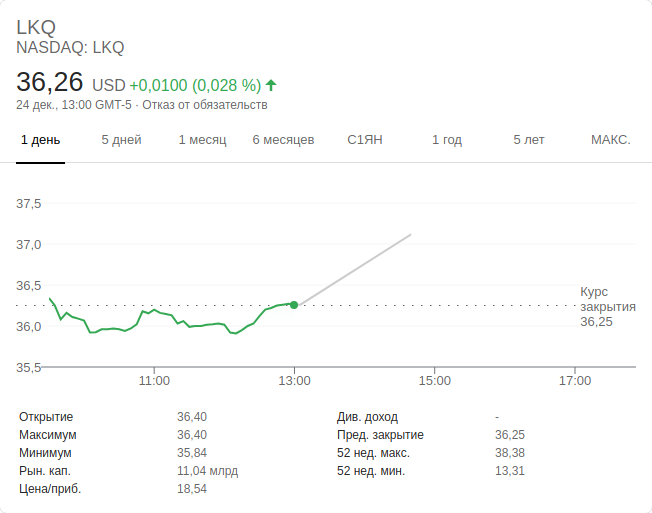 LKQ
NASDAQ: LKQ
36,26 USD +0,0100 (0,028 %)
24 дек., 13:00 GMT-5 · Отказ от обязательств
1 день 5 дней 1 месяц 6 месяцев С1ЯН 1 год 5 лет МАКС.
37,5
37,0
36,5
36,0
35,5
Курс
закрытия
36,25
11:00 13:00 15:00 17:00
Открытие 36,40
Максимум 36,40
Минимум 35,84
Рын. кап. 11,04 млрд
Цена/приб. 18,54
Див. доход -
Пред. закрытие 36,25
52 нед. макс. 38,38
52 нед. мин. 13,31